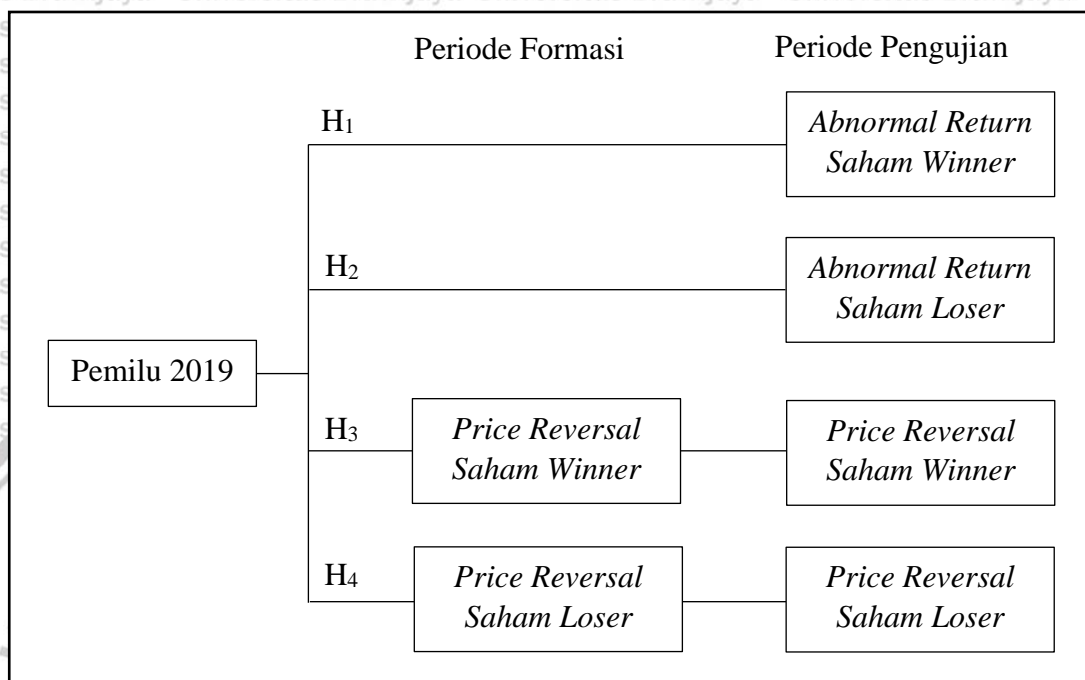 Periode Formasi
Periode Pengujian
H1
Abnormal Return
Saham Winner
H2
Abnormal Return
Saham Loser
Pemilu 2019
H3
Price Reversal
Saham Winner
Price Reversal
Saham Winner
H4
Price Reversal
Saham Loser
Price Reversal
Saham Loser